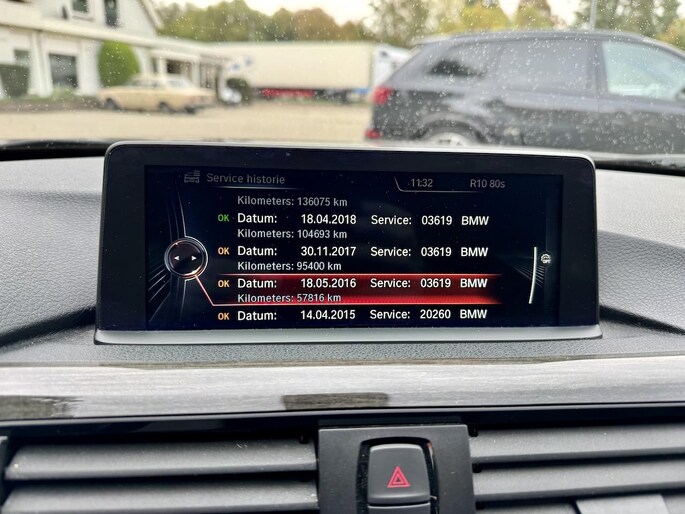 Service historie 11:32 R10 80s
Kilometers: 136075 km
OK Datum: 18.04.2018 Service: 03619 BMW
Kilometers: 104693 km
OK Datum: 30.11.2017 Service: 03619 BMW
Kilometers: 95400 km
OK Datum: 18.05.2016 Service: 03619 BMW
Kilometers: 57816 km
OK Datum: 14.04.2015 Service: 20260 BMW